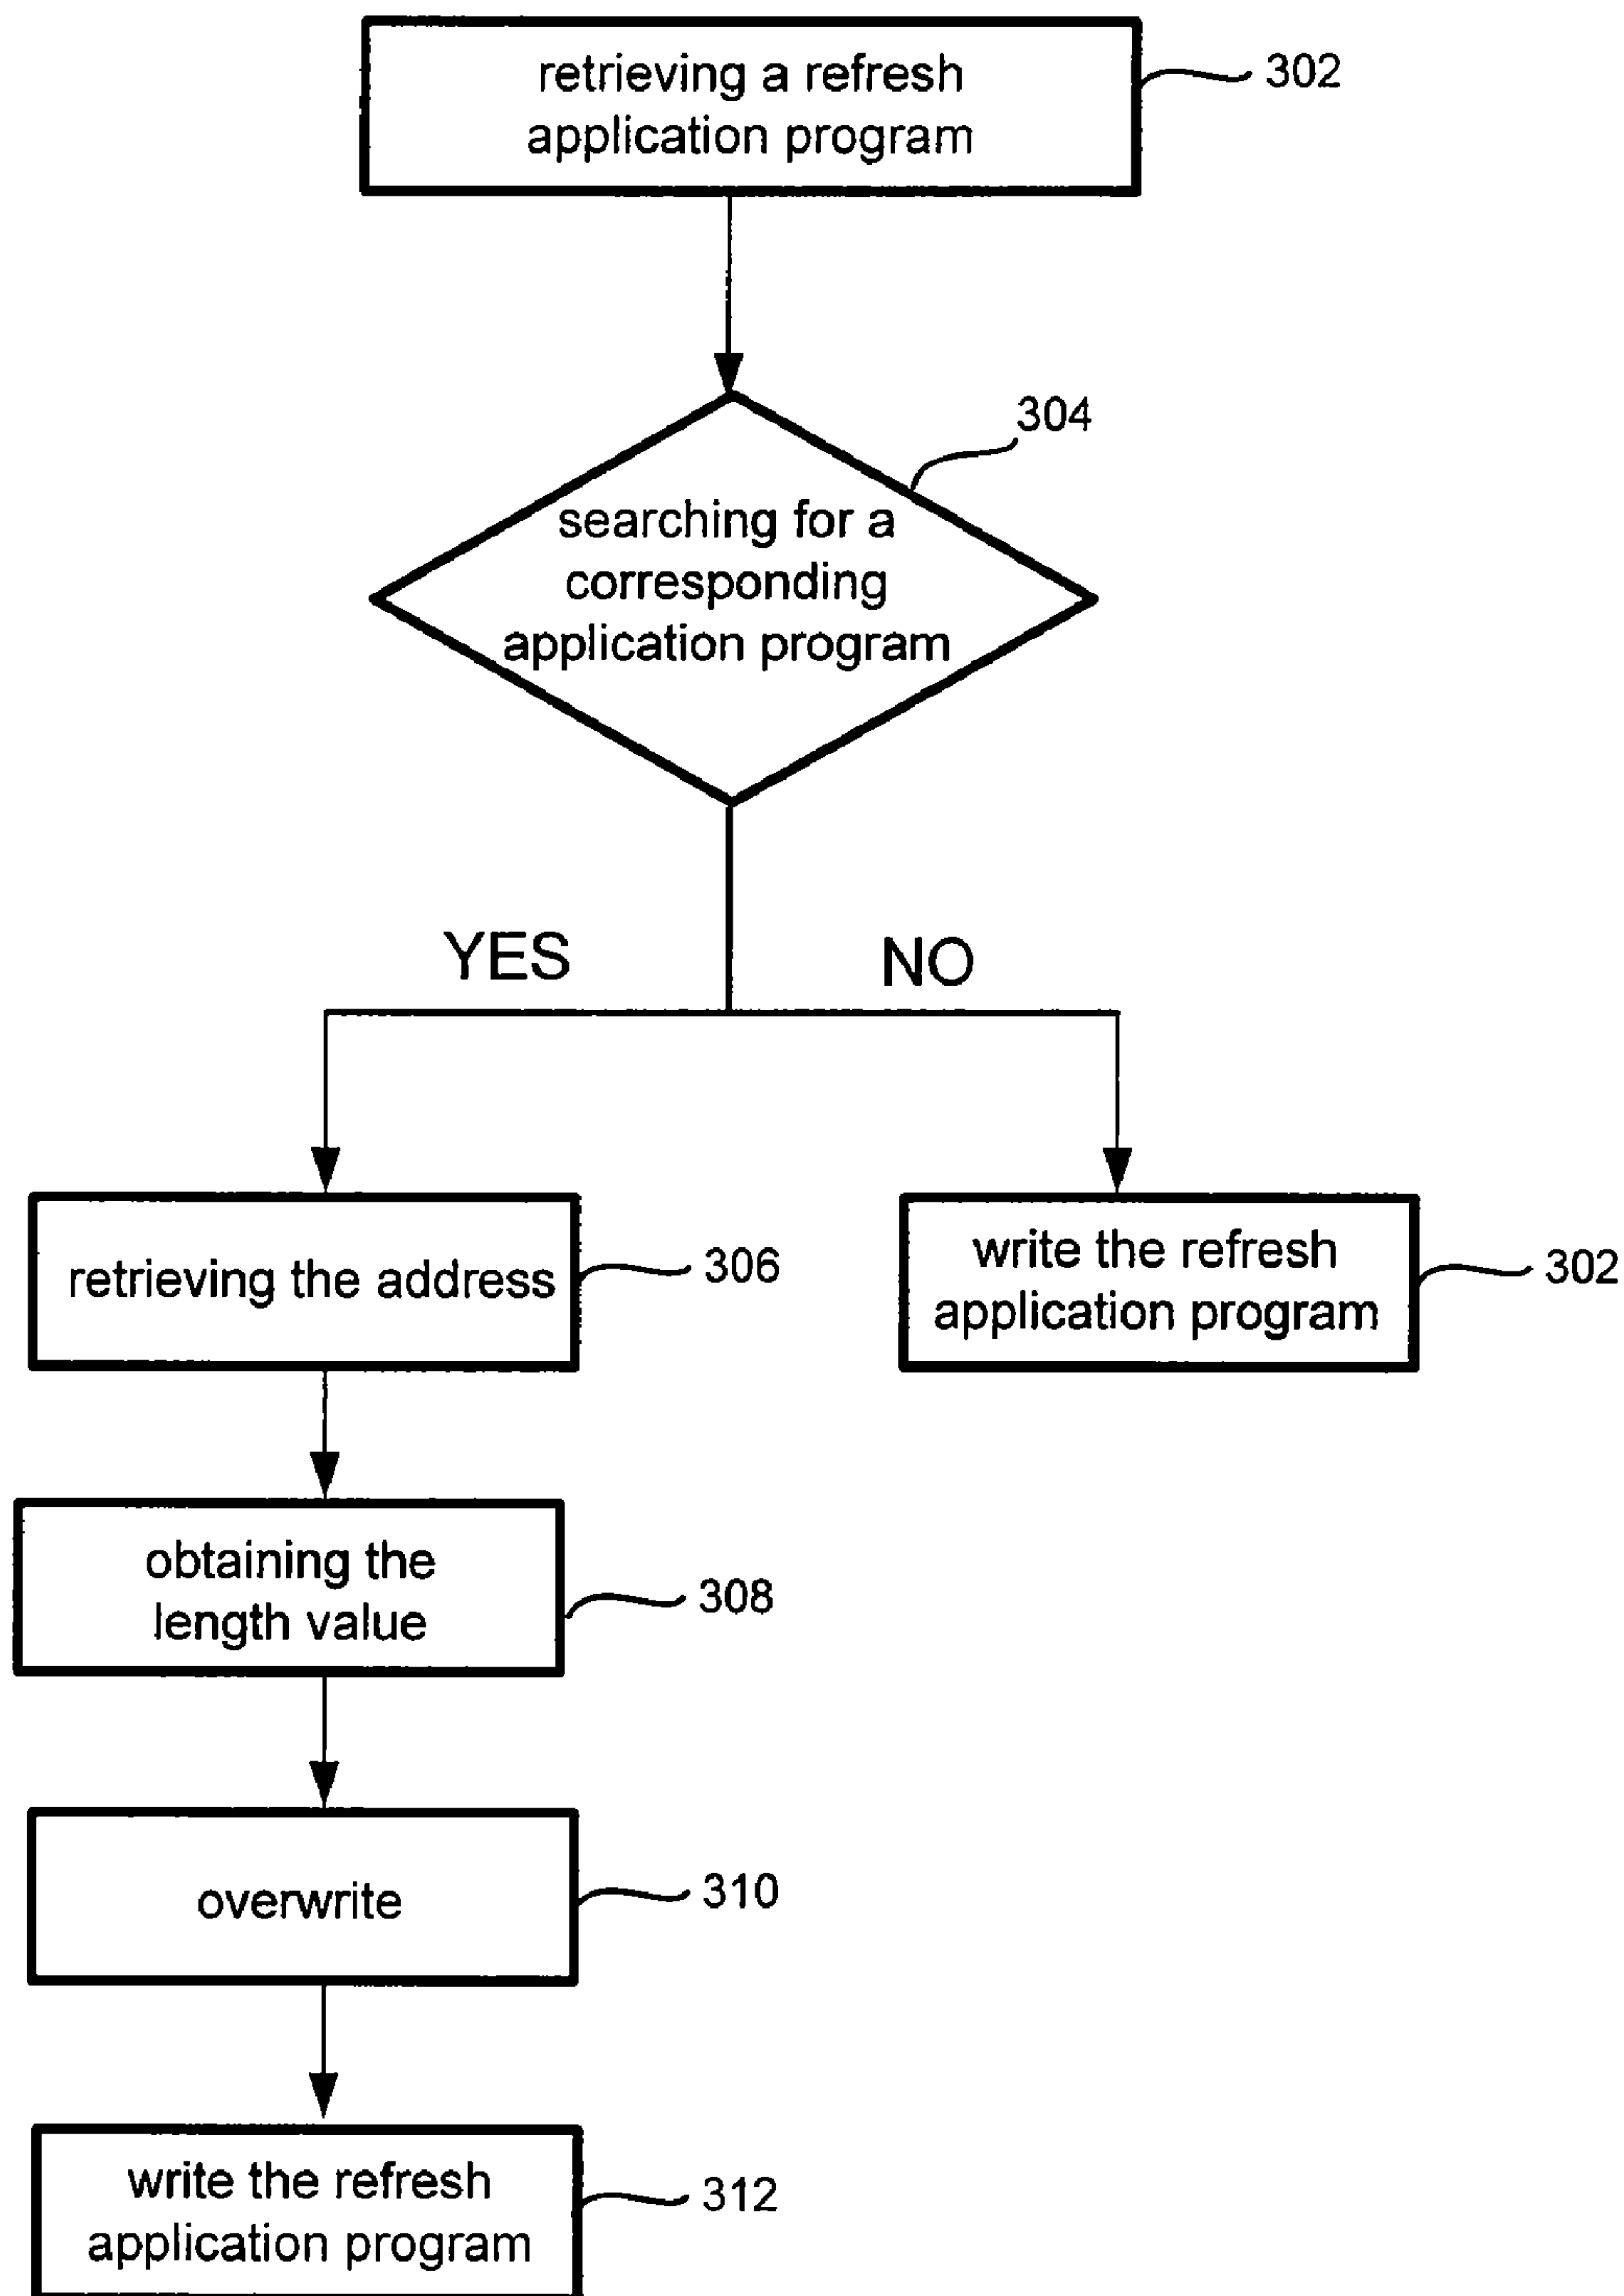 retrieving a refresh
application program
302
304
searching for a
corresponding
application program
YES
NO
retrieving the address
306
write the refresh
application program
302
obtaining the
length value
308
overwrite
310
write the refresh
application program
312